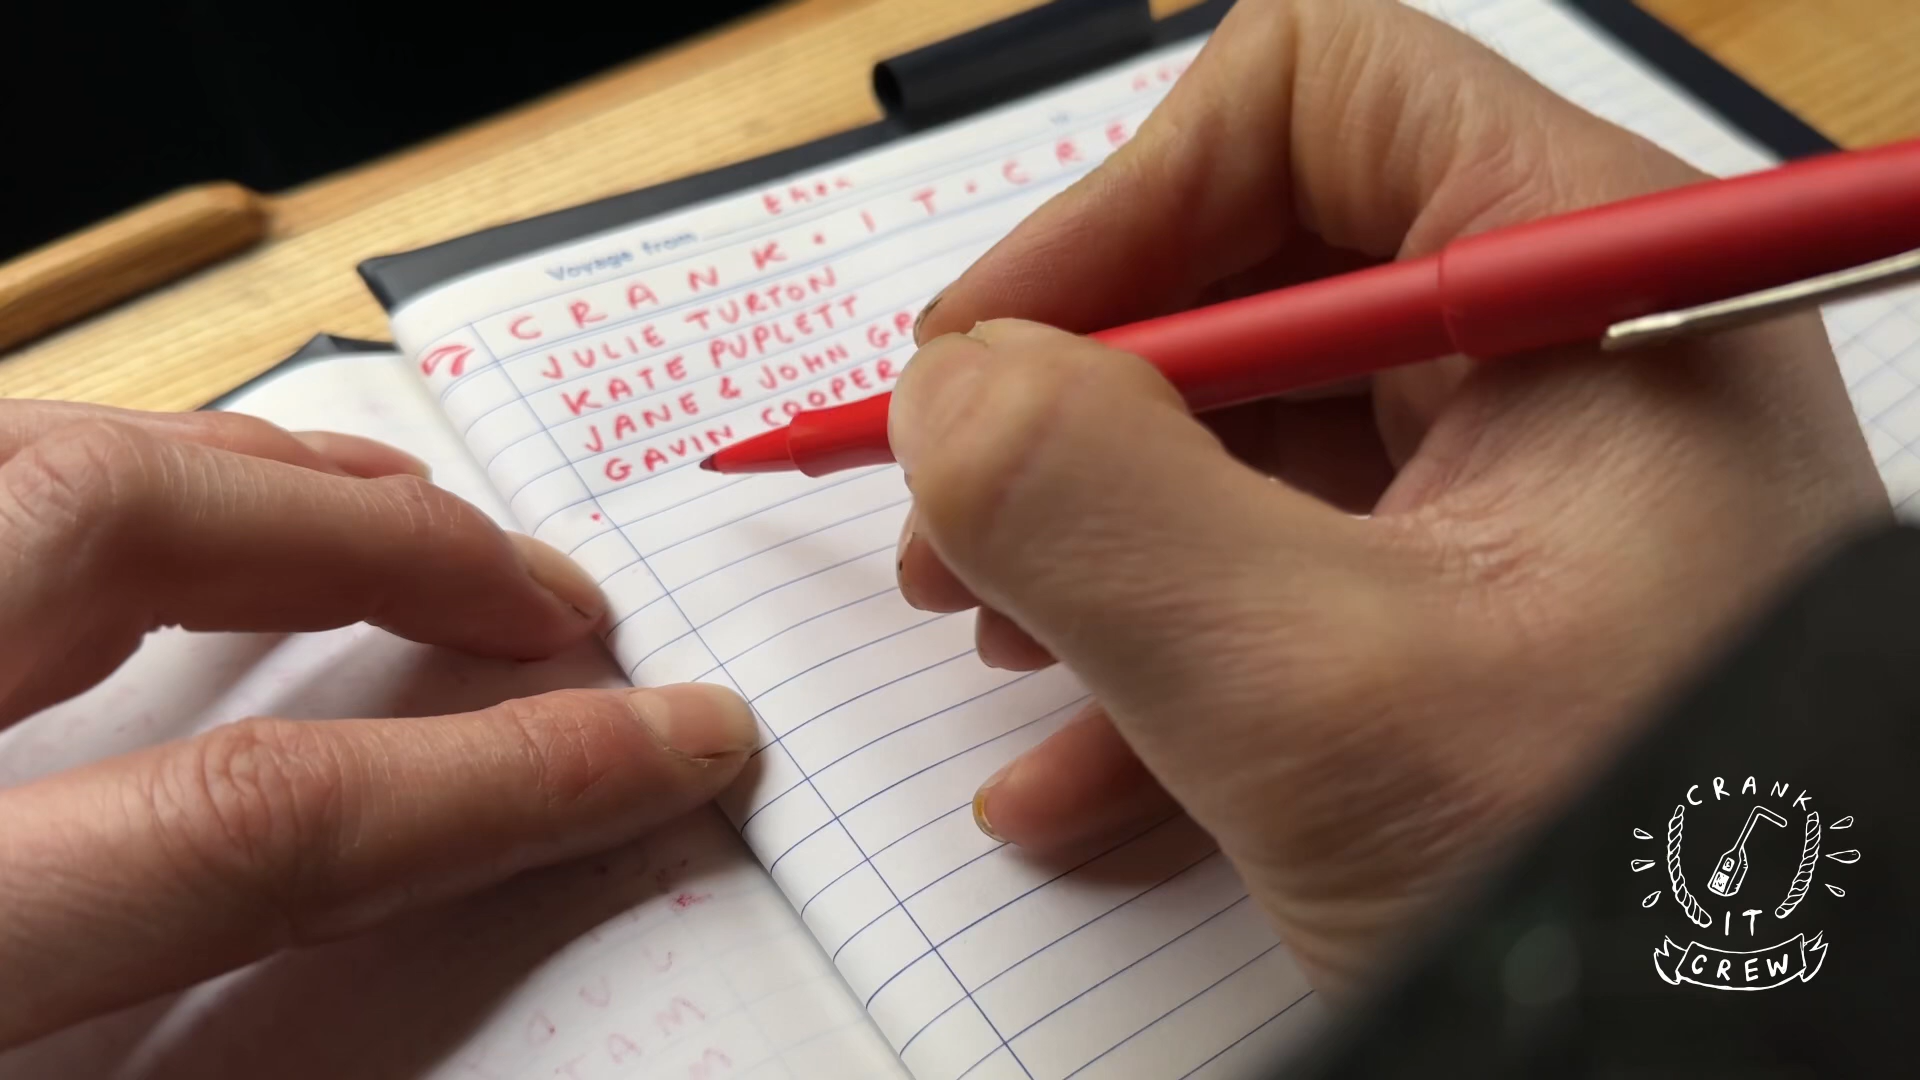 Voyage from
CRANK · IT · CRE
JULIE TURTON
KATE PUPLETT
JANE & JOHN GR
GAVIN COOPER
CRANK
IT
CREW